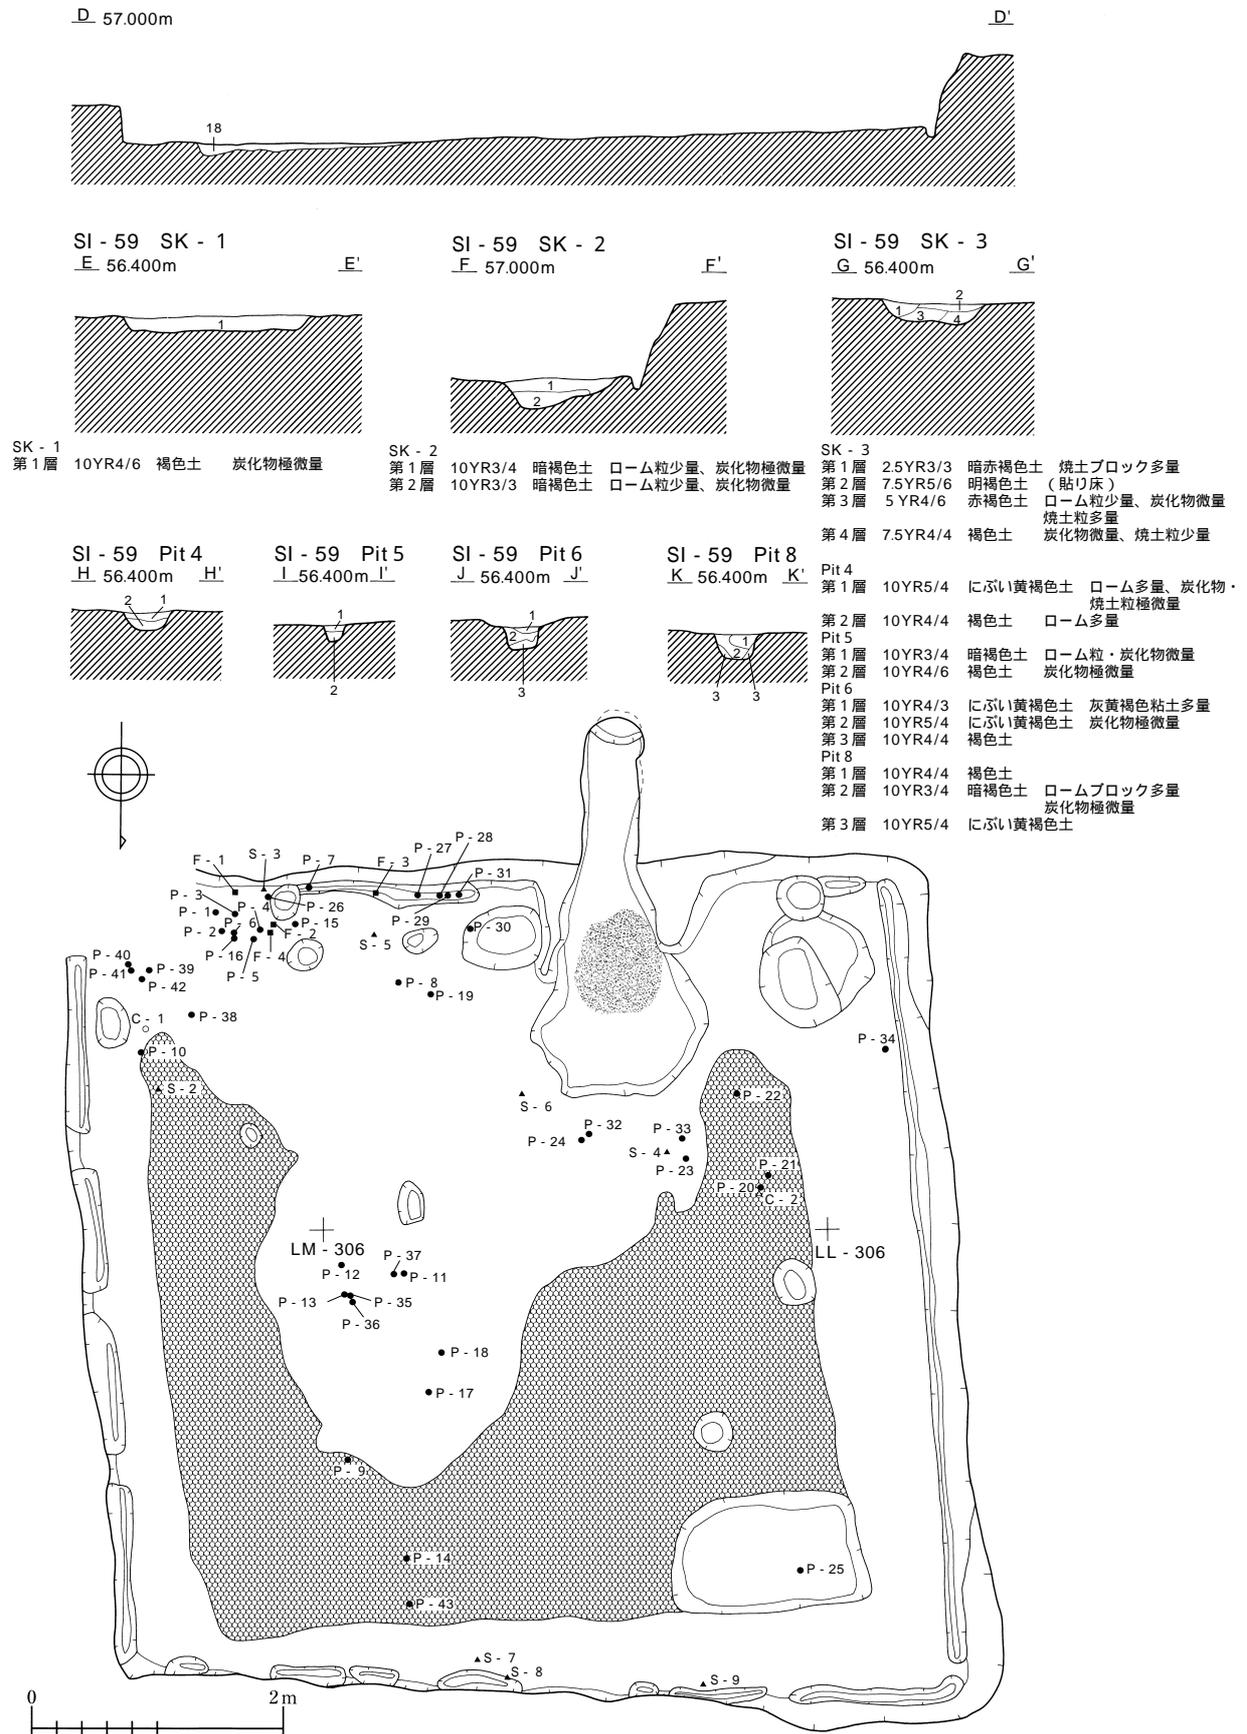 D 57.000m D'
18
SI - 59 SK - 1
E 56.400m E'
1
SI - 59 SK - 2
F 57.000m F'
1
2
SI - 59 SK - 3
G 56.400m G'
2
1 3 4
SK - 1
第1層 10YR4/6 褐色土 炭化物極微量
SK - 2
第1層 10YR3/4 暗褐色土 ローム粒少量、炭化物極微量
第2層 10YR3/3 暗褐色土 ローム粒少量、炭化物微量
SK - 3
第1層 2.5YR3/3 暗赤褐色土 焼土ブロック多量
第2層 7.5YR5/6 明褐色土 (貼り床)
第3層 5YR4/6 赤褐色土 ローム粒少量、炭化物微量
焼土粒多量
第4層 7.5YR4/4 褐色土 炭化物微量、焼土粒少量
SI - 59 Pit 4
H 56.400m H'
2 1
SI - 59 Pit 5
I 56.400m I'
1
2
SI - 59 Pit 6
J 56.400m J'
1
2
3
SI - 59 Pit 8
K 56.400m K'
1
2
3 3
Pit 4
第1層 10YR5/4 にぶい黄褐色土 ローム多量、炭化物・
焼土粒極微量
第2層 10YR4/4 褐色土 ローム多量
Pit 5
第1層 10YR3/4 暗褐色土 ローム粒・炭化物微量
第2層 10YR4/6 褐色土 炭化物極微量
Pit 6
第1層 10YR4/3 にぶい黄褐色土 灰黄褐色粘土多量
第2層 10YR5/4 にぶい黄褐色土 炭化物極微量
第3層 10YR4/4 褐色土
Pit 8
第1層 10YR4/4 褐色土
第2層 10YR3/4 暗褐色土 ロームブロック多量
炭化物極微量
第3層 10YR5/4 にぶい黄褐色土
P - 28
P - 27
S - 3
F - 1
P - 7
F - 3
P - 31
P - 3
P - 4
P - 26
P - 1
P - 6
P - 15
P - 29
P - 30
P - 2
F - 2
S - 5
P - 16
F - 4
P - 5
P - 40
P - 41
P - 39
P - 42
P - 8
P - 19
C - 1
P - 38
P - 34
P - 10
S - 2
P - 22
S - 6
P - 32
P - 24
P - 33
S - 4
P - 23
P - 21
P - 20
C - 2
LM - 306
LL - 306
P - 37
P - 12
P - 11
P - 13
P - 35
P - 36
P - 18
P - 17
P - 9
P - 14
P - 25
P - 43
S - 7
S - 8
S - 9
0 2m